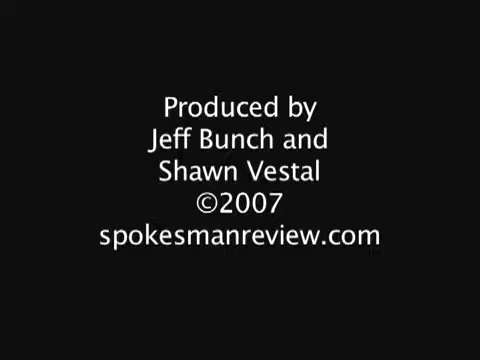 Produced by
Jeff Bunch and
Shawn Vestal
©2007
spokesmanreview.com